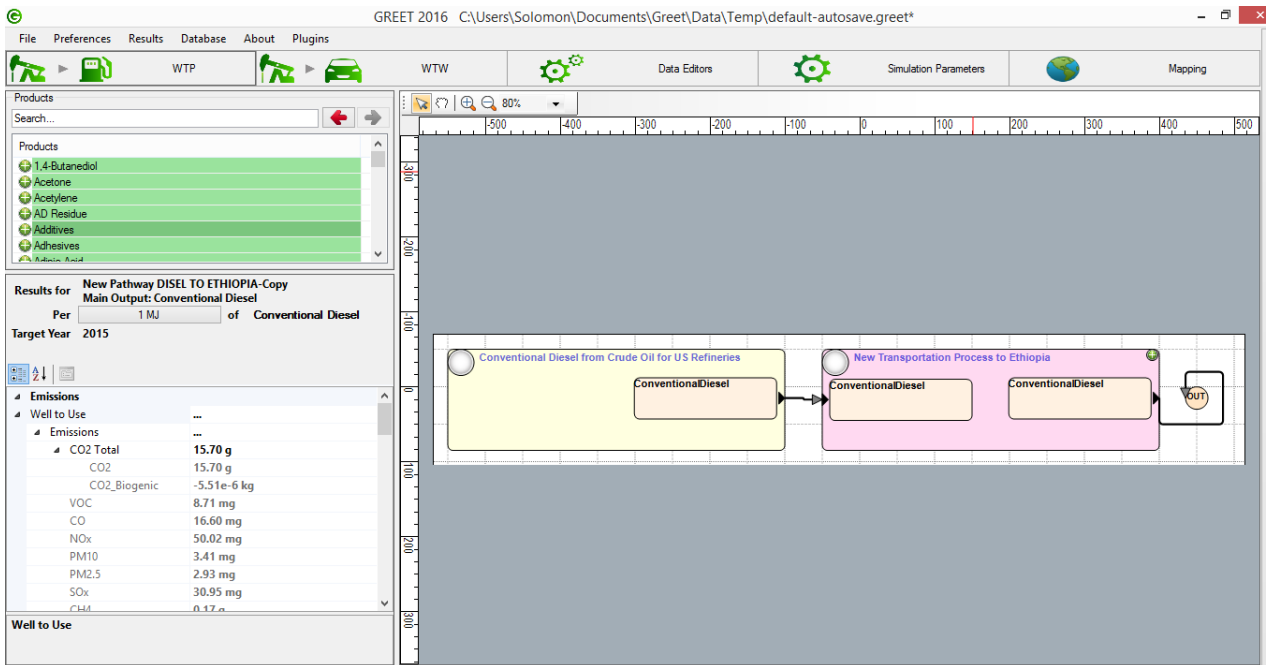 GREET 2016 C:\Users\Solomon\Documents\Greet\Data\Temp\default-autosave.greet*
File Preferences Results Database About Plugins
WTP WTW Data Editors Simulation Parameters Mapping
Products
Search...
80%
Products
1,4-Butanediol
Acetone
Acetylene
AD Residue
Additives
Adhesives
Adipic Acid
-500 -400 -300 -200 -100 0 100 200 300 400 500
-300
-200
-100
0
100
200
300
Results for New Pathway DISEL TO ETHIOPIA-Copy
Main Output: Conventional Diesel
Per 1 MJ of Conventional Diesel
Target Year 2015
Emissions
Well to Use ...
Emissions ...
CO2 Total 15.70 g
CO2 15.70 g
CO2_Biogenic -5.51e-6 kg
VOC 8.71 mg
CO 16.60 mg
NOx 50.02 mg
PM10 3.41 mg
PM2.5 2.93 mg
SOx 30.95 mg
CH4 0.17 g
Well to Use
Conventional Diesel from Crude Oil for US Refineries
ConventionalDiesel
New Transportation Process to Ethiopia
ConventionalDiesel
ConventionalDiesel
OUT